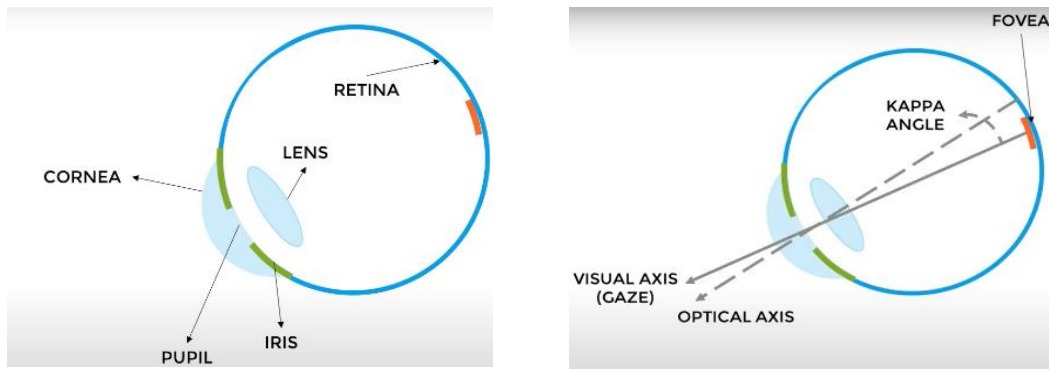 RETINA
LENS
CORNEA
IRIS
PUPIL
FOVEA
KAPPA
ANGLE
VISUAL AXIS
(GAZE)
OPTICAL AXIS